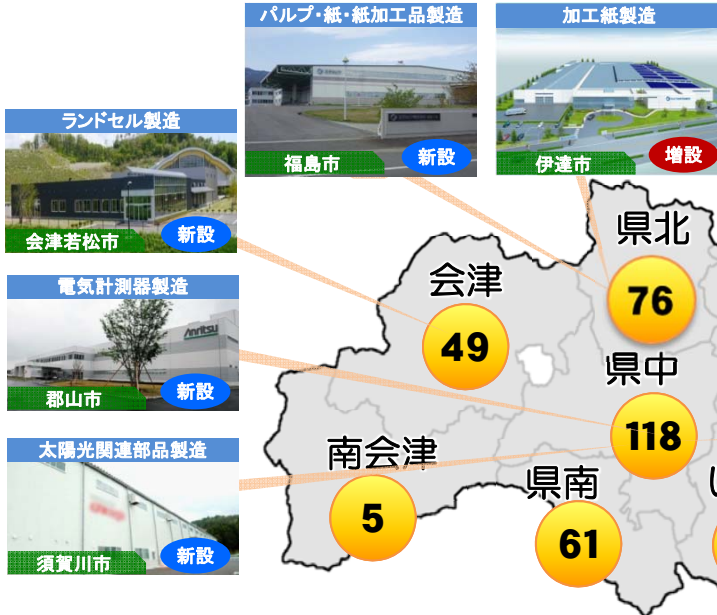 パルプ・紙・紙加工品製造
福島市
新設
加工紙製造
伊達市
増設
ランドセル製造
会津若松市
新設
電気計測器製造
Anritsu
郡山市
新設
太陽光関連部品製造
須賀川市
新設
県北
76
会津
49
県中
118
南会津
5
県南
61